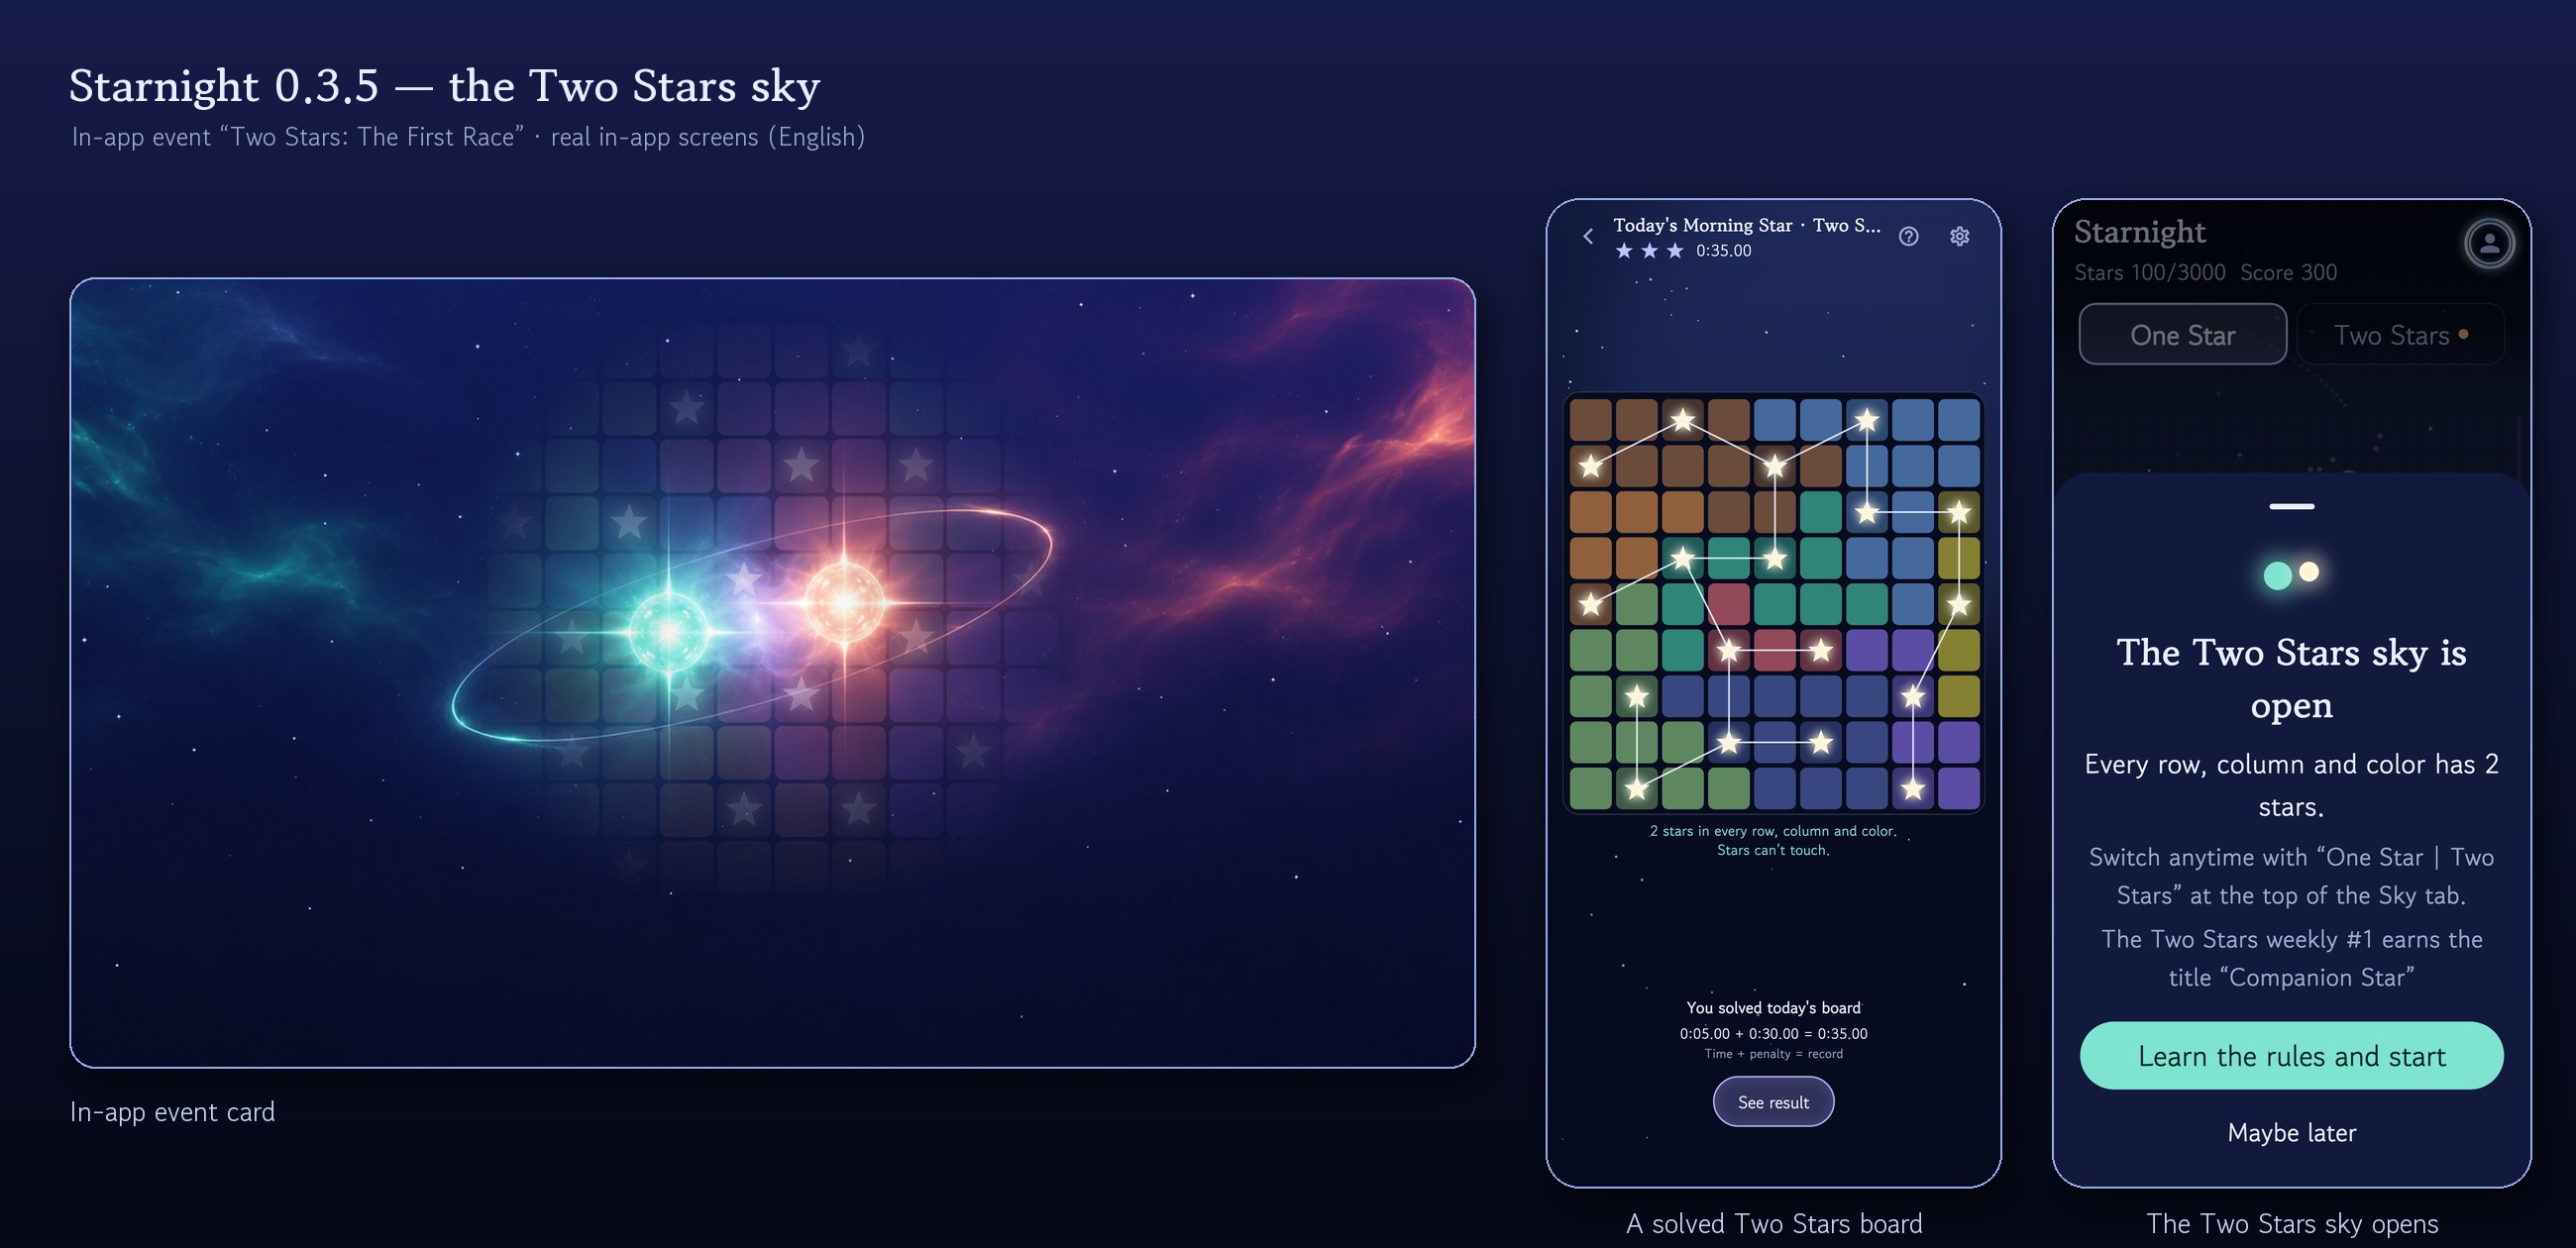 Starnight 0.3.5 — the Two Stars sky
In-app event “Two Stars: The First Race” · real in-app screens (English)
In-app event card
Today's Morning Star · Two S...
0:35.00
2 stars in every row, column and color.
Stars can't touch.
You solved today's board
0:05.00 + 0:30.00 = 0:35.00
Time + penalty = record
See result
A solved Two Stars board
Starnight
Stars 100/3000 Score 300
One Star
Two Stars
The Two Stars sky is
open
Every row, column and color has 2
stars.
Switch anytime with “One Star | Two
Stars” at the top of the Sky tab.
The Two Stars weekly #1 earns the
title “Companion Star”
Learn the rules and start
Maybe later
The Two Stars sky opens